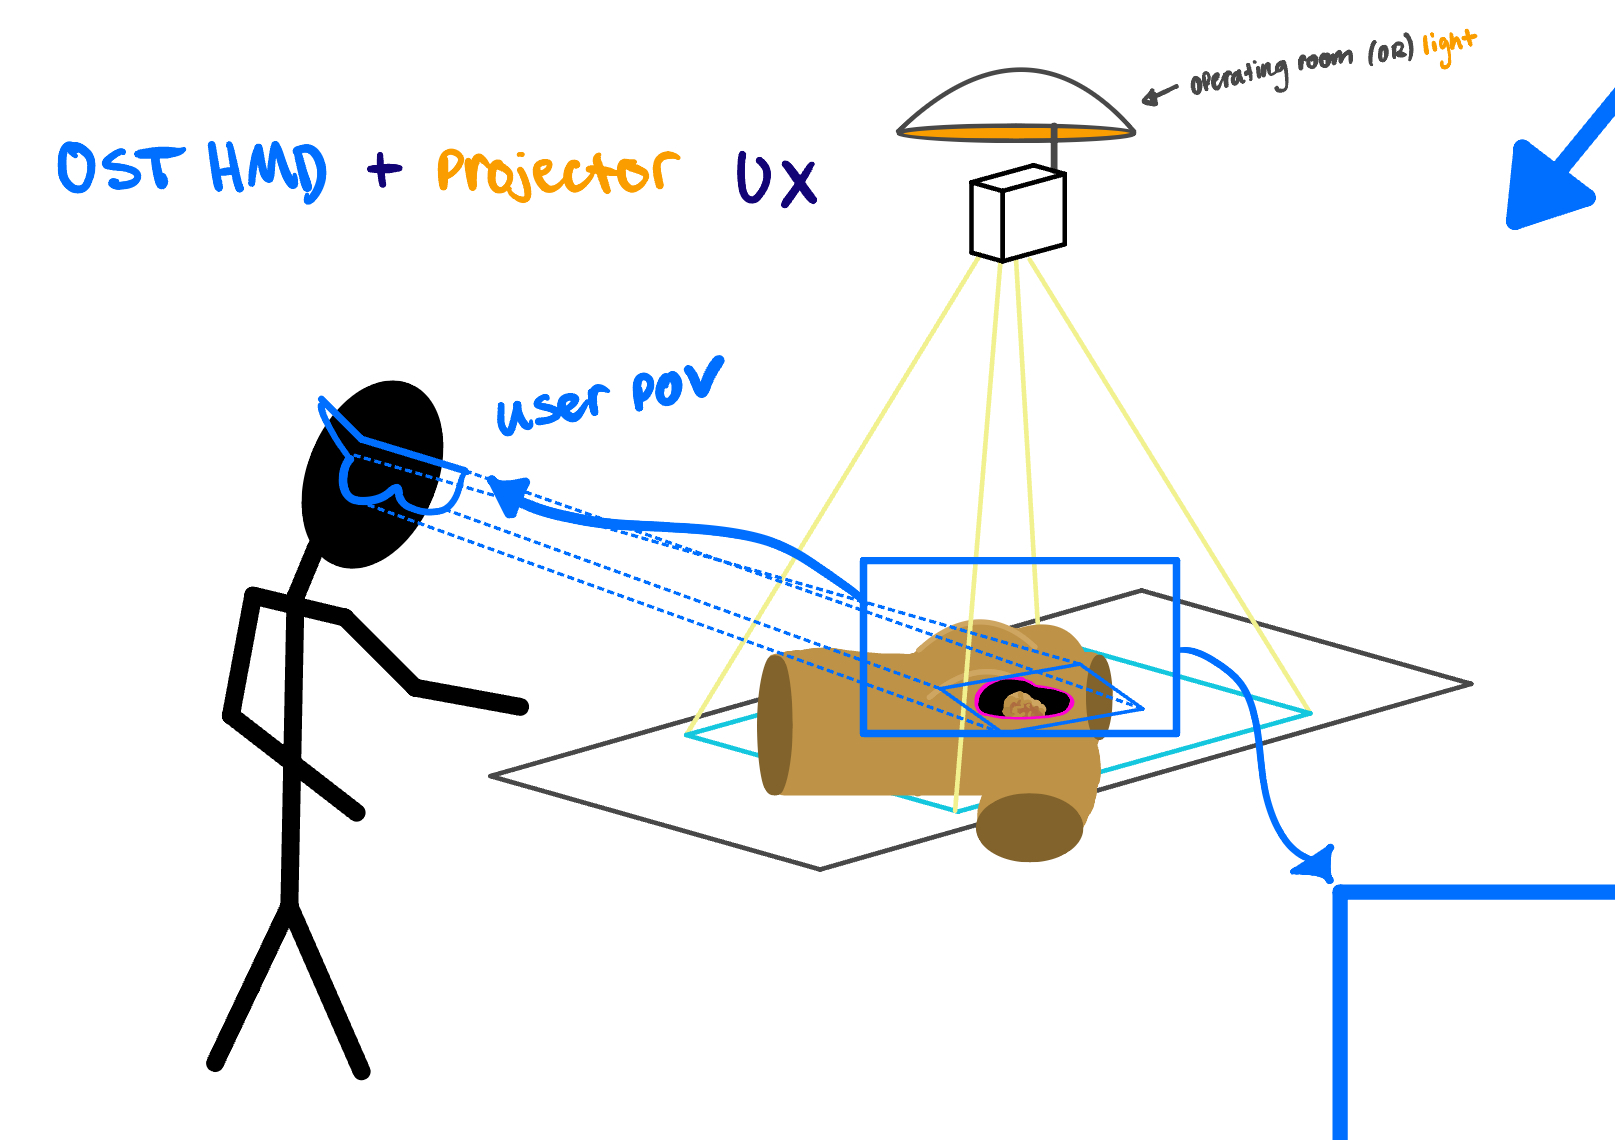 operating room (OR) light
OST HMD + Projector UX
user POV